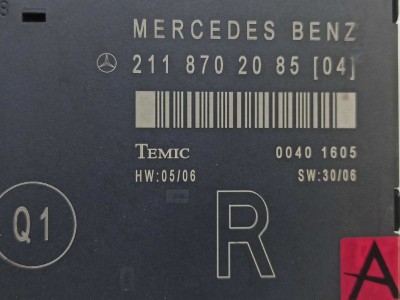 MERCEDES BENZ
211 870 20 85 [04]
TEMIC 0040 1605
HW:05/06 SW:30/06
Q1
R
A